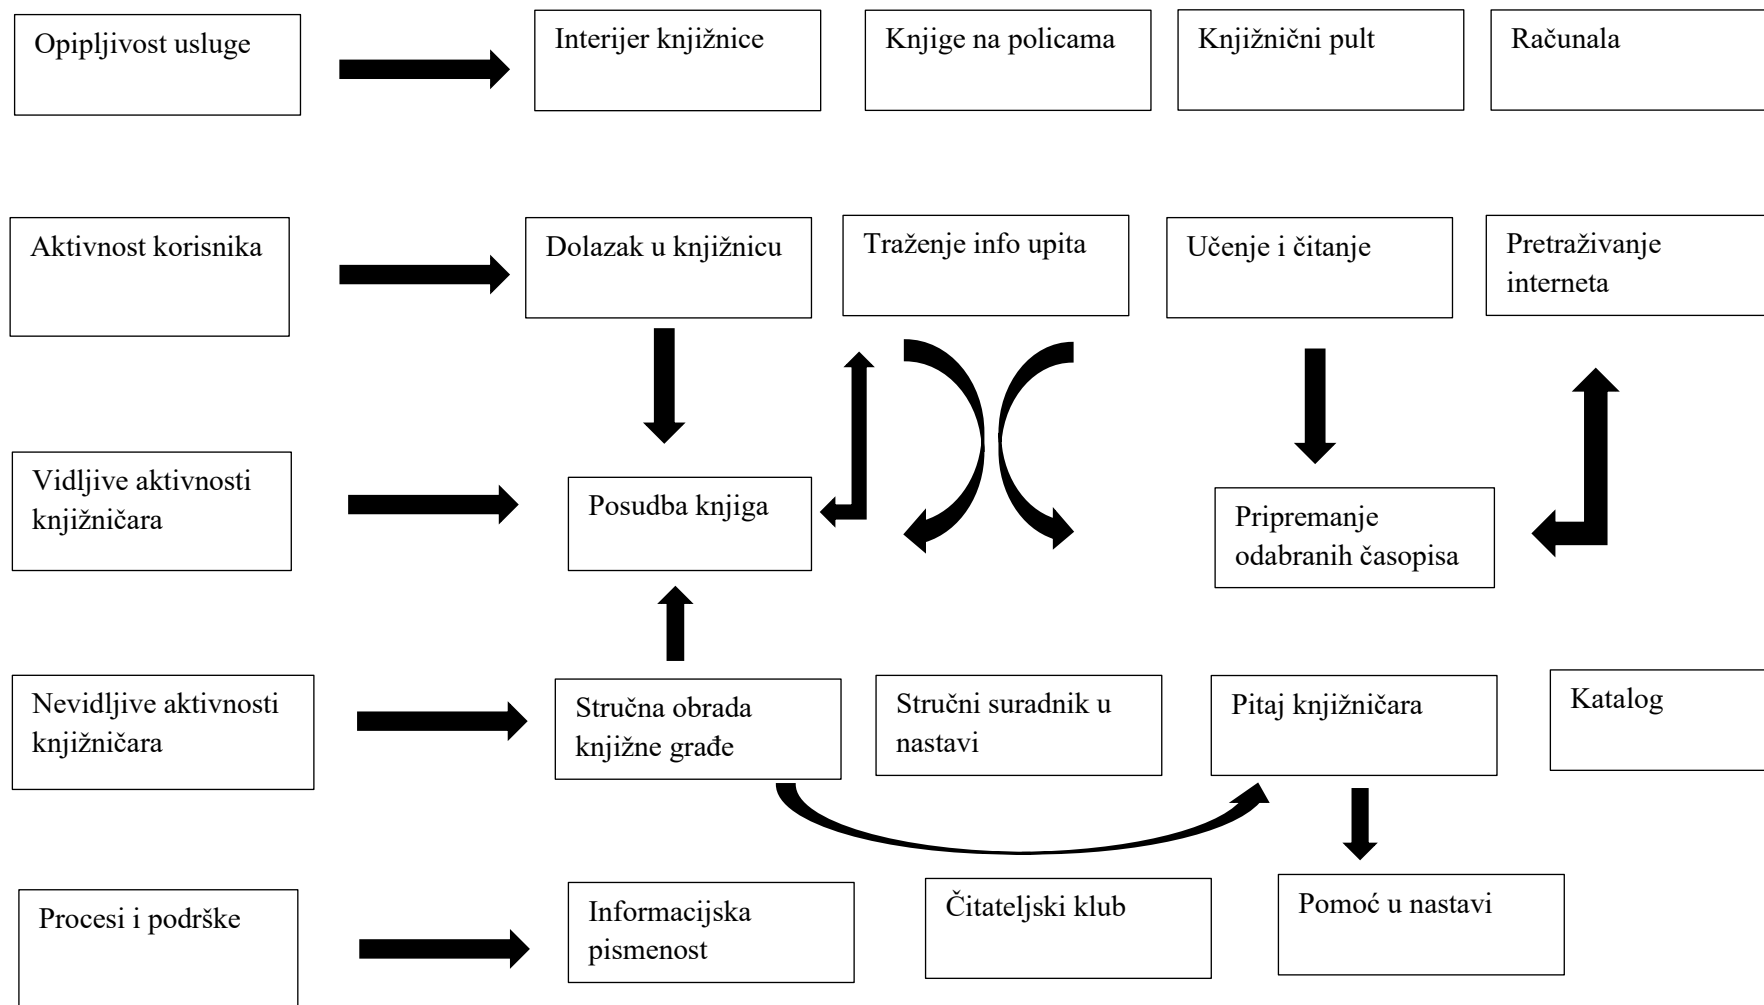 Opipljivost usluge
Interijer knjižnice
Knjige na policama
Knjižnični pult
Računala
Aktivnost korisnika
Dolazak u knjižnicu
Traženje info upita
Učenje i čitanje
Pretraživanje
interneta
Vidljive aktivnosti
knjižničara
Posudba knjiga
Pripremanje
odabranih časopisa
Nevidljive aktivnosti
knjižničara
Stručna obrada
knjižne građe
Stručni suradnik u
nastavi
Pitaj knjižničara
Katalog
Procesi i podrške
Informacijska
pismenost
Čitateljski klub
Pomoć u nastavi